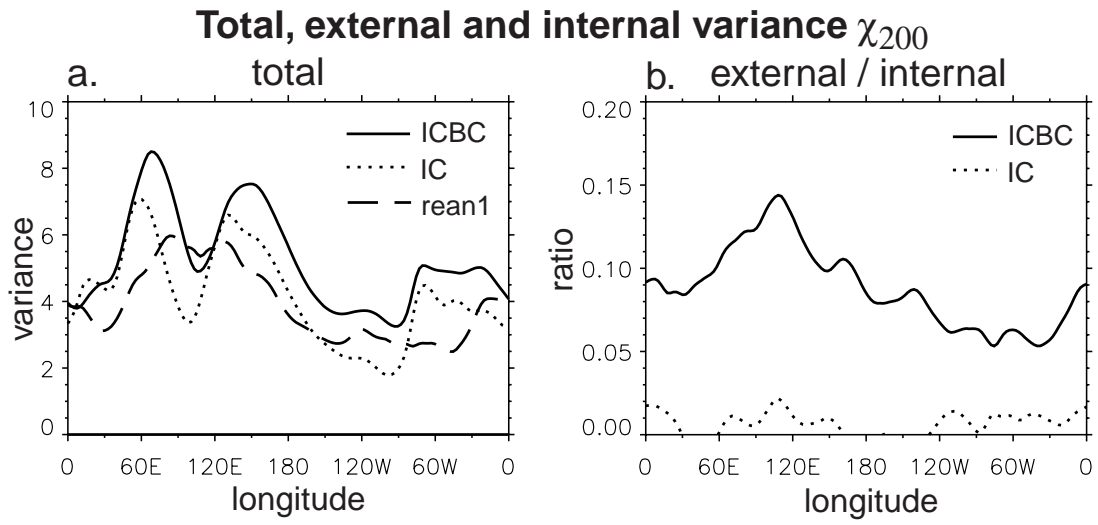 Total, external and internal variance χ200
a. total
10
8
6
4
2
0
variance
ICBC
IC
rean1
0 60E 120E 180 120W 60W 0
longitude
b. external / internal
0.20
0.15
0.10
0.05
0.00
ratio
ICBC
IC
0 60E 120E 180 120W 60W 0
longitude